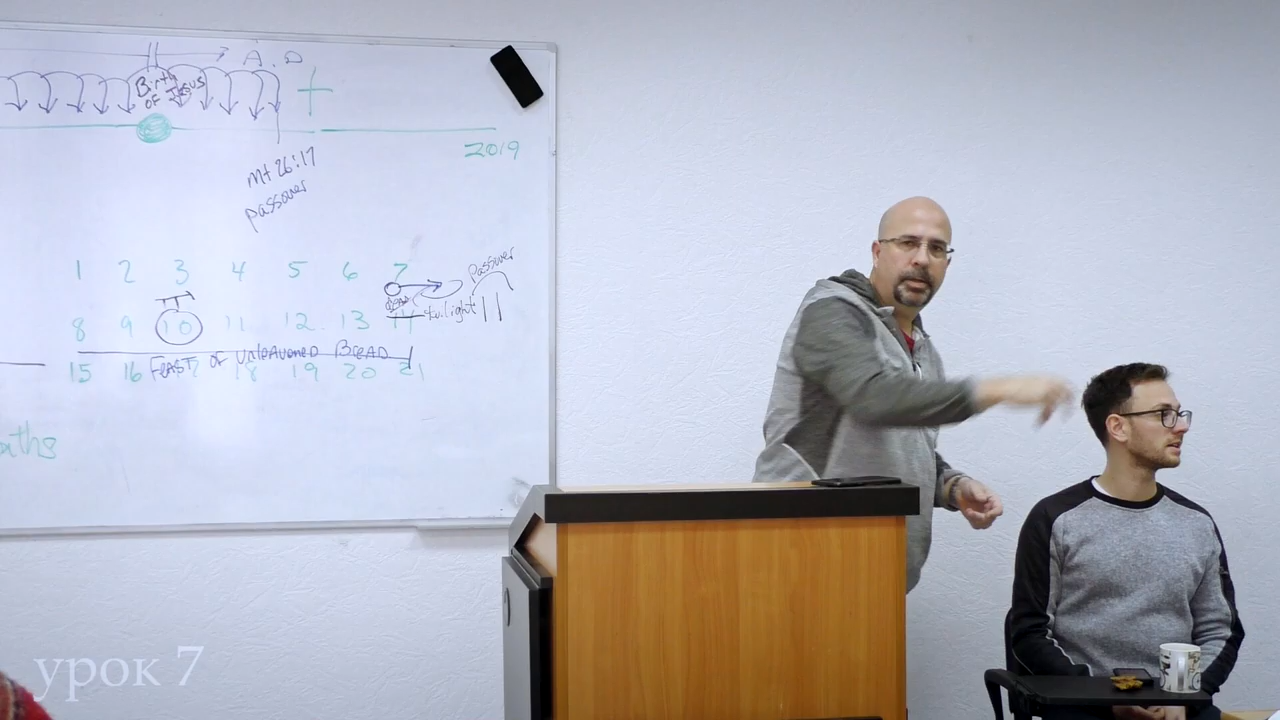 A.D
Birth
OF Jesus
2019
mt 26:17
passover
1 2 3 4 5 6 7
Passover
twilight
8 9 10 11 12 13 14
FEAST OF UNLeAVeNeD BreAD
15 16 17 18 19 20 21
урок 7